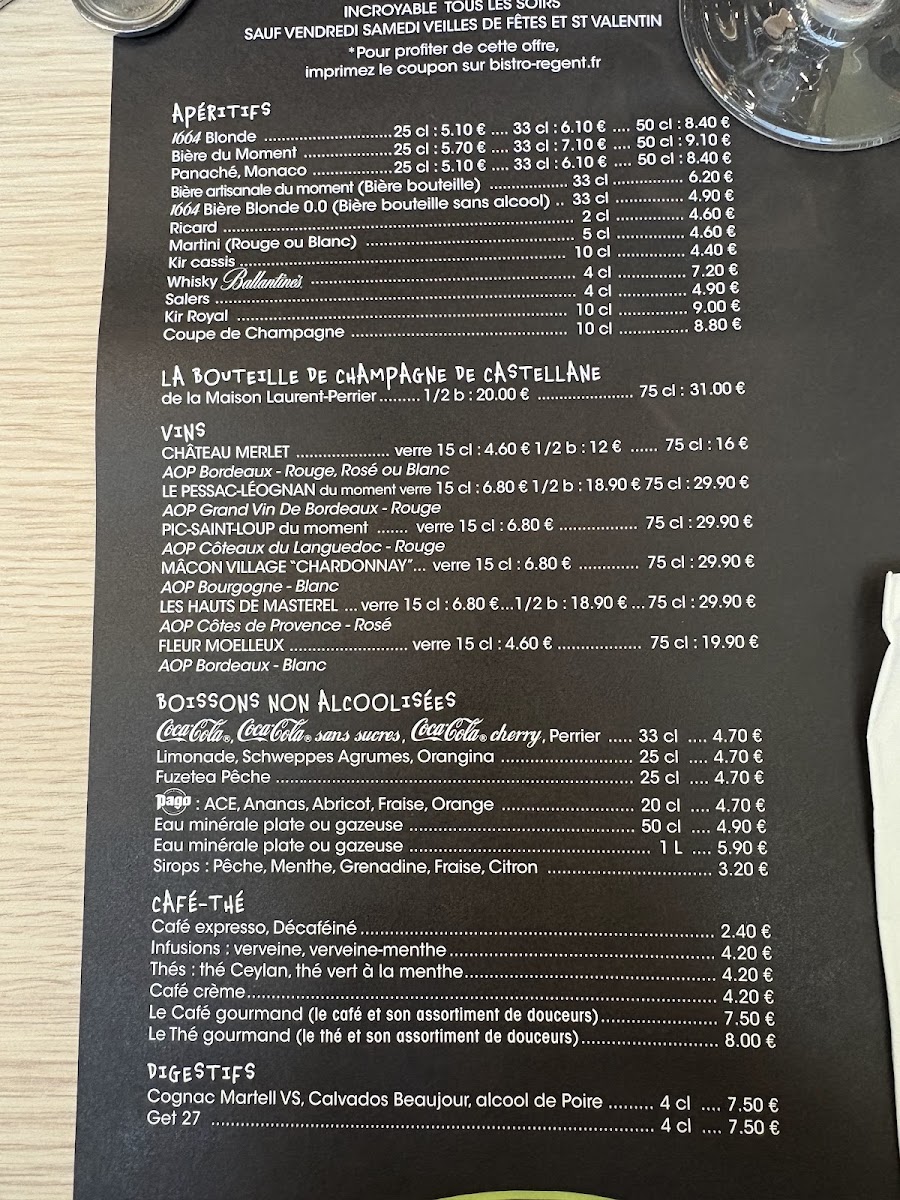 INCROYABLE TOUS LES SOIRS
SAUF VENDREDI SAMEDI VEILLES DE FÊTES ET ST VALENTIN
*Pour profiter de cette offre,
imprimez le coupon sur bistro-regent.fr
APÉRITIFS
1664 Blonde .......... 25 cl : 5.10 € .... 33 cl : 6.10 € .... 50 cl : 8.40 €
Bière du Moment .......... 25 cl : 5.70 € .... 33 cl : 7.10 € .... 50 cl : 9.10 €
Panaché, Monaco .......... 25 cl : 5.10 € .... 33 cl : 6.10 € .... 50 cl : 8.40 €
Bière artisanale du moment (Bière bouteille) .......... 33 cl .......... 6.20 €
1664 Bière Blonde 0.0 (Bière bouteille sans alcool) .. 33 cl .......... 4.90 €
Ricard .......... 2 cl .......... 4.60 €
Martini (Rouge ou Blanc) .......... 5 cl .......... 4.60 €
Kir cassis .......... 10 cl .......... 4.40 €
Whisky Ballantine's .......... 4 cl .......... 7.20 €
Salers .......... 4 cl .......... 4.90 €
Kir Royal .......... 10 cl .......... 9.00 €
Coupe de Champagne .......... 10 cl .......... 8.80 €
LA BOUTEILLE DE CHAMPAGNE DE CASTELLANE
de la Maison Laurent-Perrier ........ 1/2 b : 20.00 € .......... 75 cl : 31.00 €
VINS
CHÂTEAU MERLET .......... verre 15 cl : 4.60 € 1/2 b : 12 € ...... 75 cl : 16 €
AOP Bordeaux - Rouge, Rosé ou Blanc
LE PESSAC-LÉOGNAN du moment verre 15 cl : 6.80 € 1/2 b : 18.90 € 75 cl : 29.90 €
AOP Grand Vin De Bordeaux - Rouge
PIC-SAINT-LOUP du moment ....... verre 15 cl : 6.80 € .......... 75 cl : 29.90 €
AOP Côteaux du Languedoc - Rouge
MÂCON VILLAGE "CHARDONNAY"... verre 15 cl : 6.80 € .......... 75 cl : 29.90 €
AOP Bourgogne - Blanc
LES HAUTS DE MASTEREL ... verre 15 cl : 6.80 €...1/2 b : 18.90 € ... 75 cl : 29.90 €
AOP Côtes de Provence - Rosé
FLEUR MOELLEUX .......... verre 15 cl : 4.60 € .......... 75 cl : 19.90 €
AOP Bordeaux - Blanc
BOISSONS NON ALCOOLISÉES
Coca-Cola®, Coca-Cola® sans sucres, Coca-Cola® cherry, Perrier ..... 33 cl .... 4.70 €
Limonade, Schweppes Agrumes, Orangina .......... 25 cl .... 4.70 €
Fuzetea Pêche .......... 25 cl .... 4.70 €
Pago : ACE, Ananas, Abricot, Fraise, Orange .......... 20 cl .... 4.70 €
Eau minérale plate ou gazeuse .......... 50 cl .... 4.90 €
Eau minérale plate ou gazeuse .......... 1 L .... 5.90 €
Sirops : Pêche, Menthe, Grenadine, Fraise, Citron .......... 3.20 €
CAFÉ-THÉ
Café expresso, Décaféiné .......... 2.40 €
Infusions : verveine, verveine-menthe .......... 4.20 €
Thés : thé Ceylan, thé vert à la menthe .......... 4.20 €
Café crème .......... 4.20 €
Le Café gourmand (le café et son assortiment de douceurs) .......... 7.50 €
Le Thé gourmand (le thé et son assortiment de douceurs) .......... 8.00 €
DIGESTIFS
Cognac Martell VS, Calvados Beaujour, alcool de Poire ......... 4 cl .... 7.50 €
Get 27 .......... 4 cl .... 7.50 €